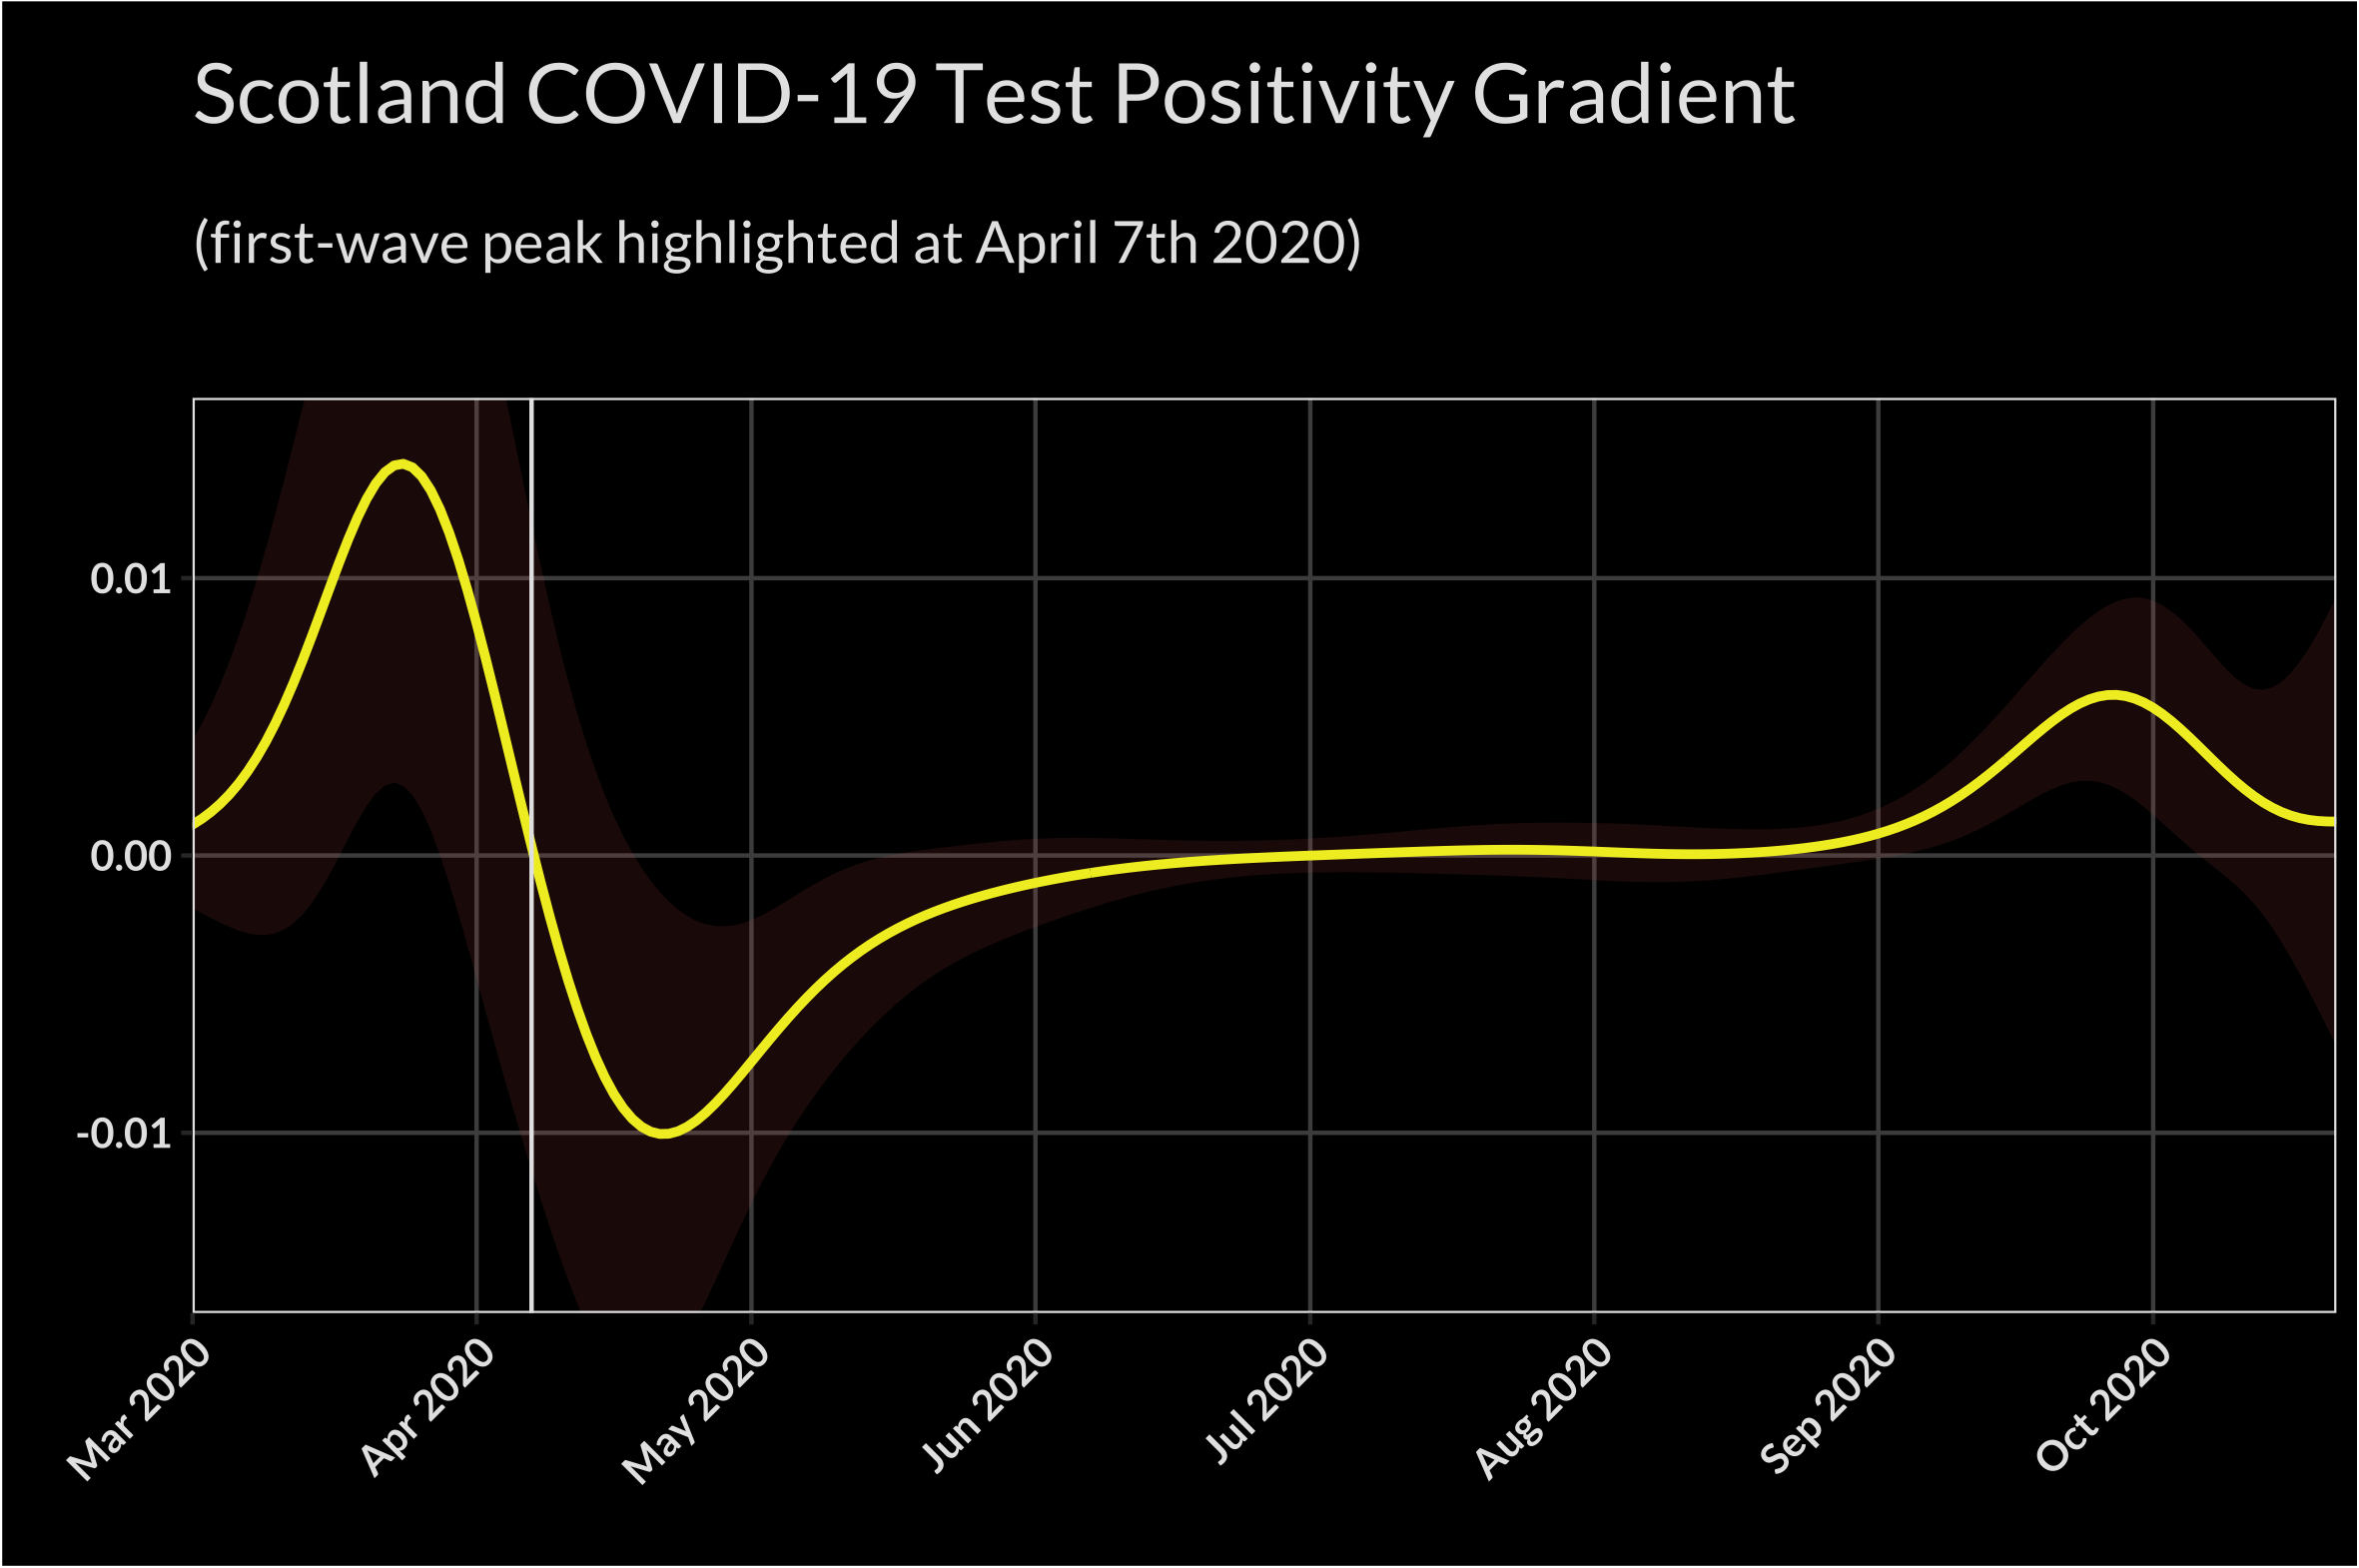 Scotland COVID-19 Test Positivity Gradient
(first-wave peak highlighted at April 7th 2020)
0.01
0.00
-0.01
Mar 2020
Apr 2020
May 2020
Jun 2020
Jul 2020
Aug 2020
Sep 2020
Oct 2020